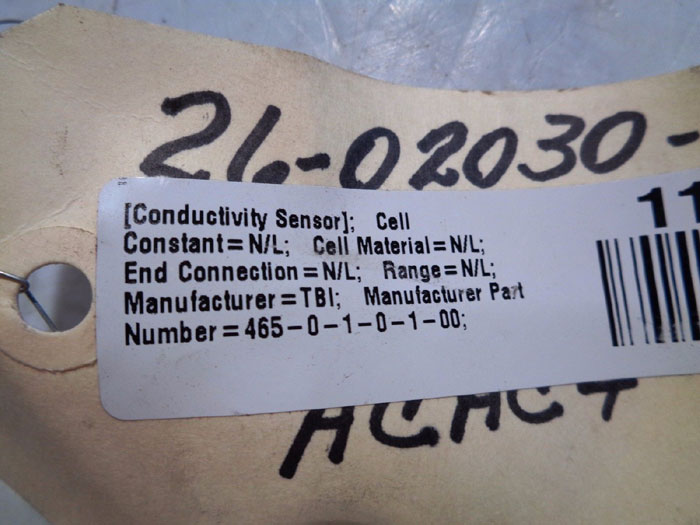 26-02030-
11
[Conductivity Sensor]; Cell
Constant=N/L; Cell Material=N/L;
End Connection=N/L; Range=N/L;
Manufacturer=TBI; Manufacturer Part
Number=465-0-1-0-1-00;